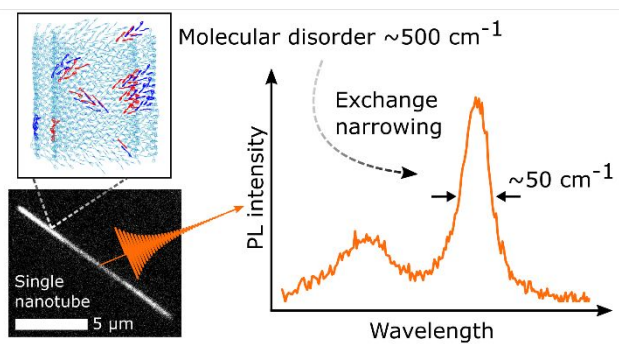 Molecular disorder ~500 cm⁻¹
Exchange
narrowing
~50 cm⁻¹
PL intensity
Wavelength
Single
nanotube
5 μm